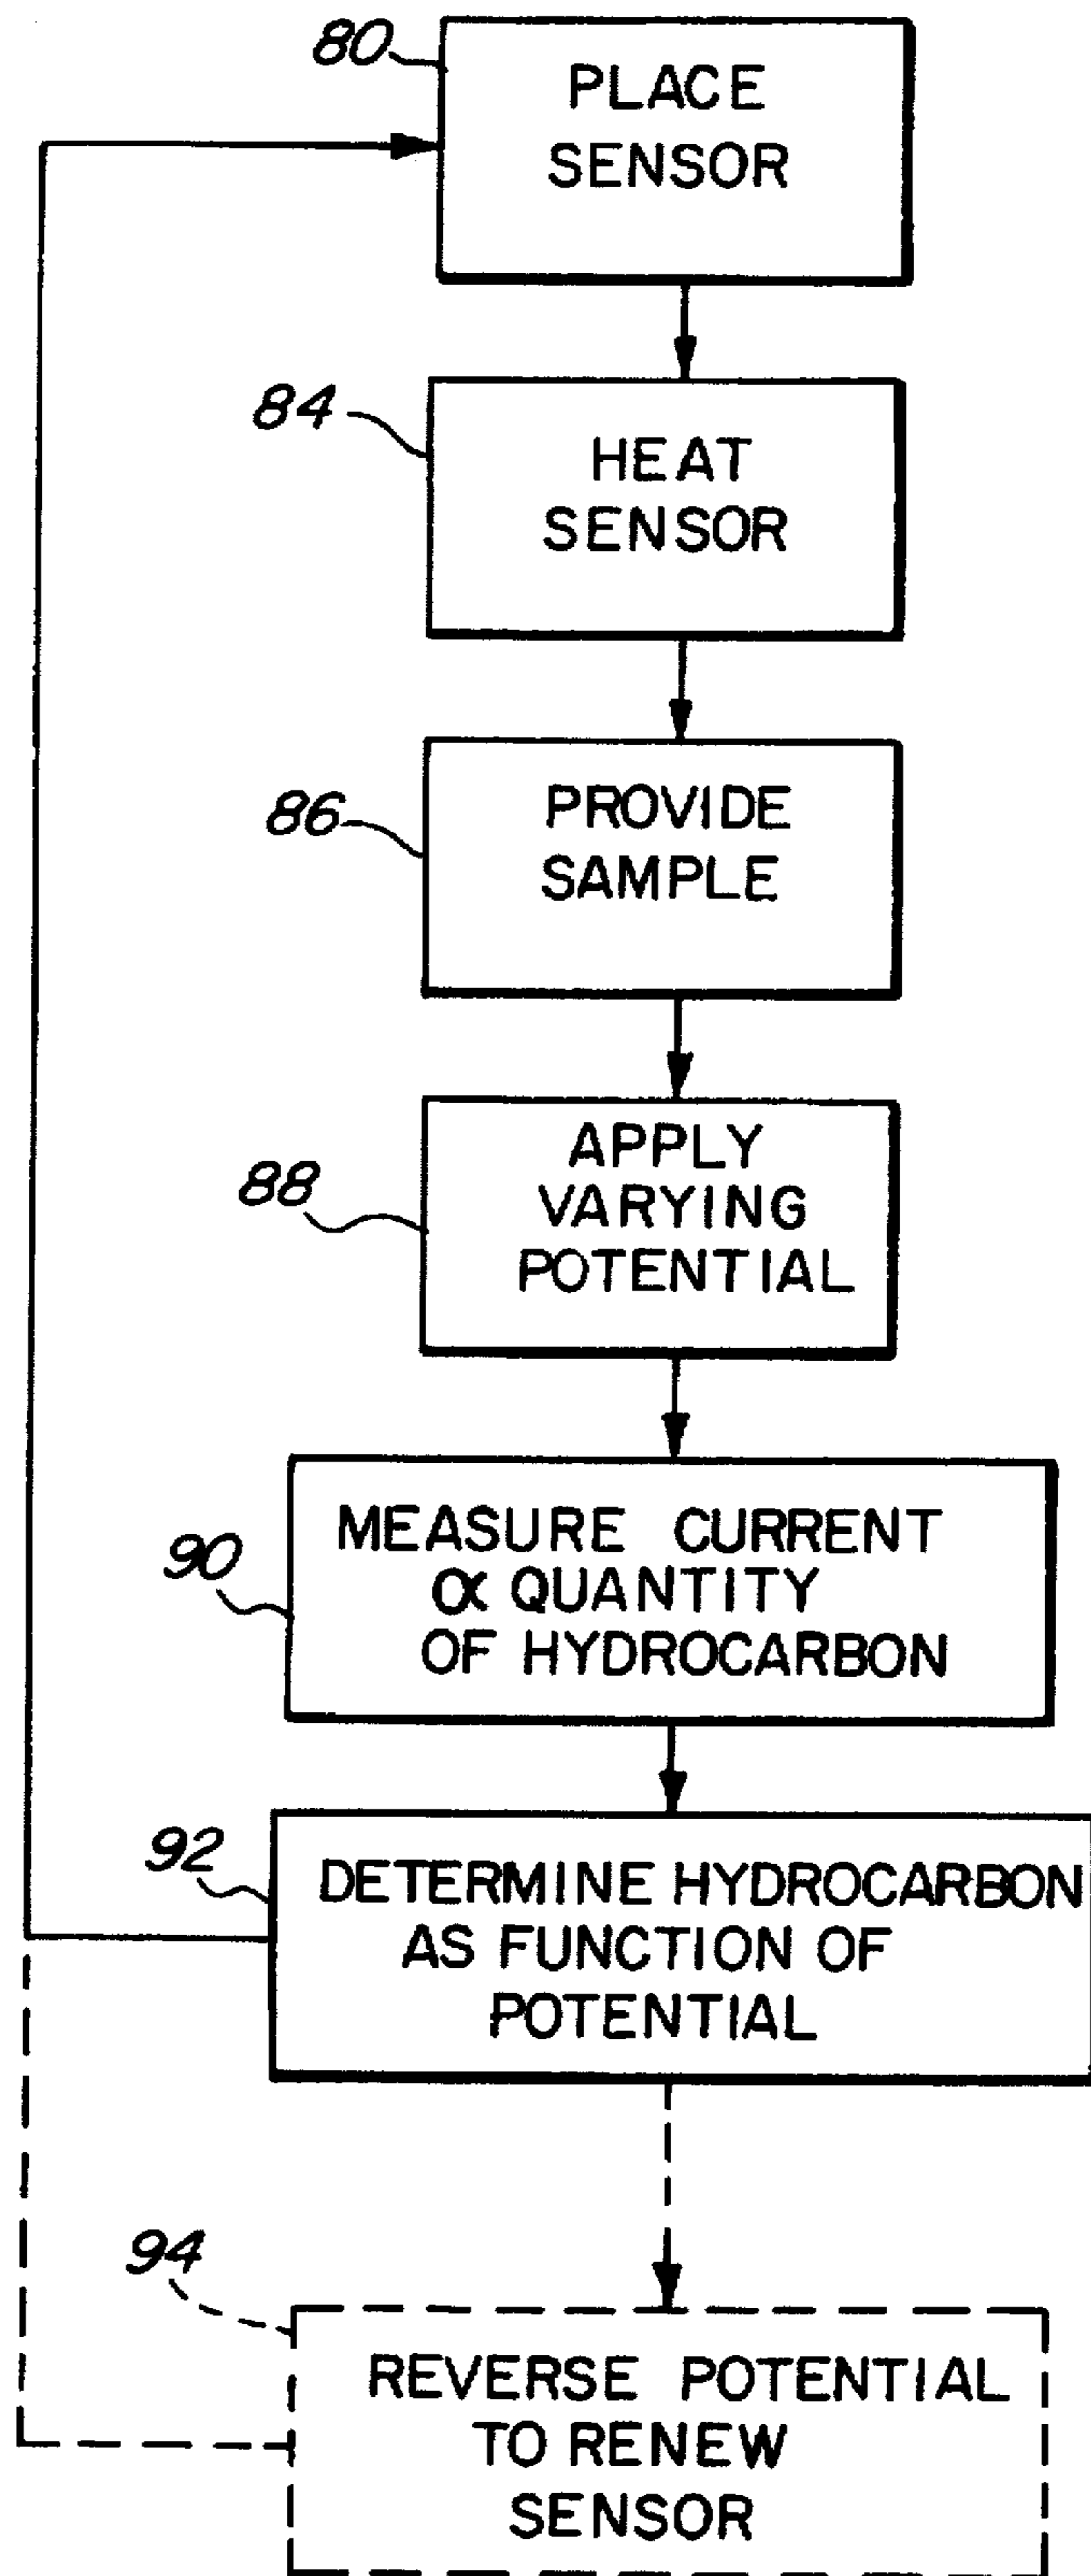 80
PLACE
SENSOR
84
HEAT
SENSOR
86
PROVIDE
SAMPLE
88
APPLY
VARYING
POTENTIAL
90
MEASURE CURRENT
∝ QUANTITY
OF HYDROCARBON
92
DETERMINE HYDROCARBON
AS FUNCTION OF
POTENTIAL
94
REVERSE POTENTIAL
TO RENEW
SENSOR